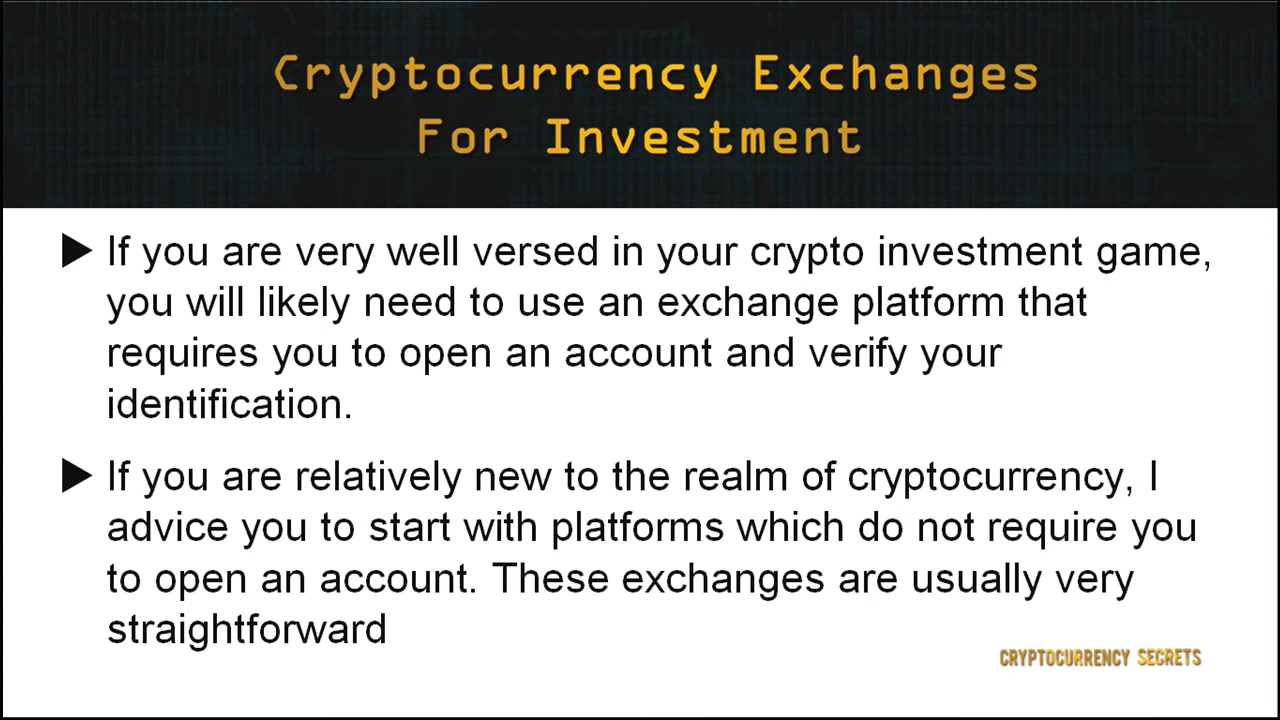 Cryptocurrency Exchanges
For Investment
If you are very well versed in your crypto investment game,
you will likely need to use an exchange platform that
requires you to open an account and verify your
identification.
If you are relatively new to the realm of cryptocurrency, I
advice you to start with platforms which do not require you
to open an account. These exchanges are usually very
straightforward
CRYPTOCURRENCY SECRETS